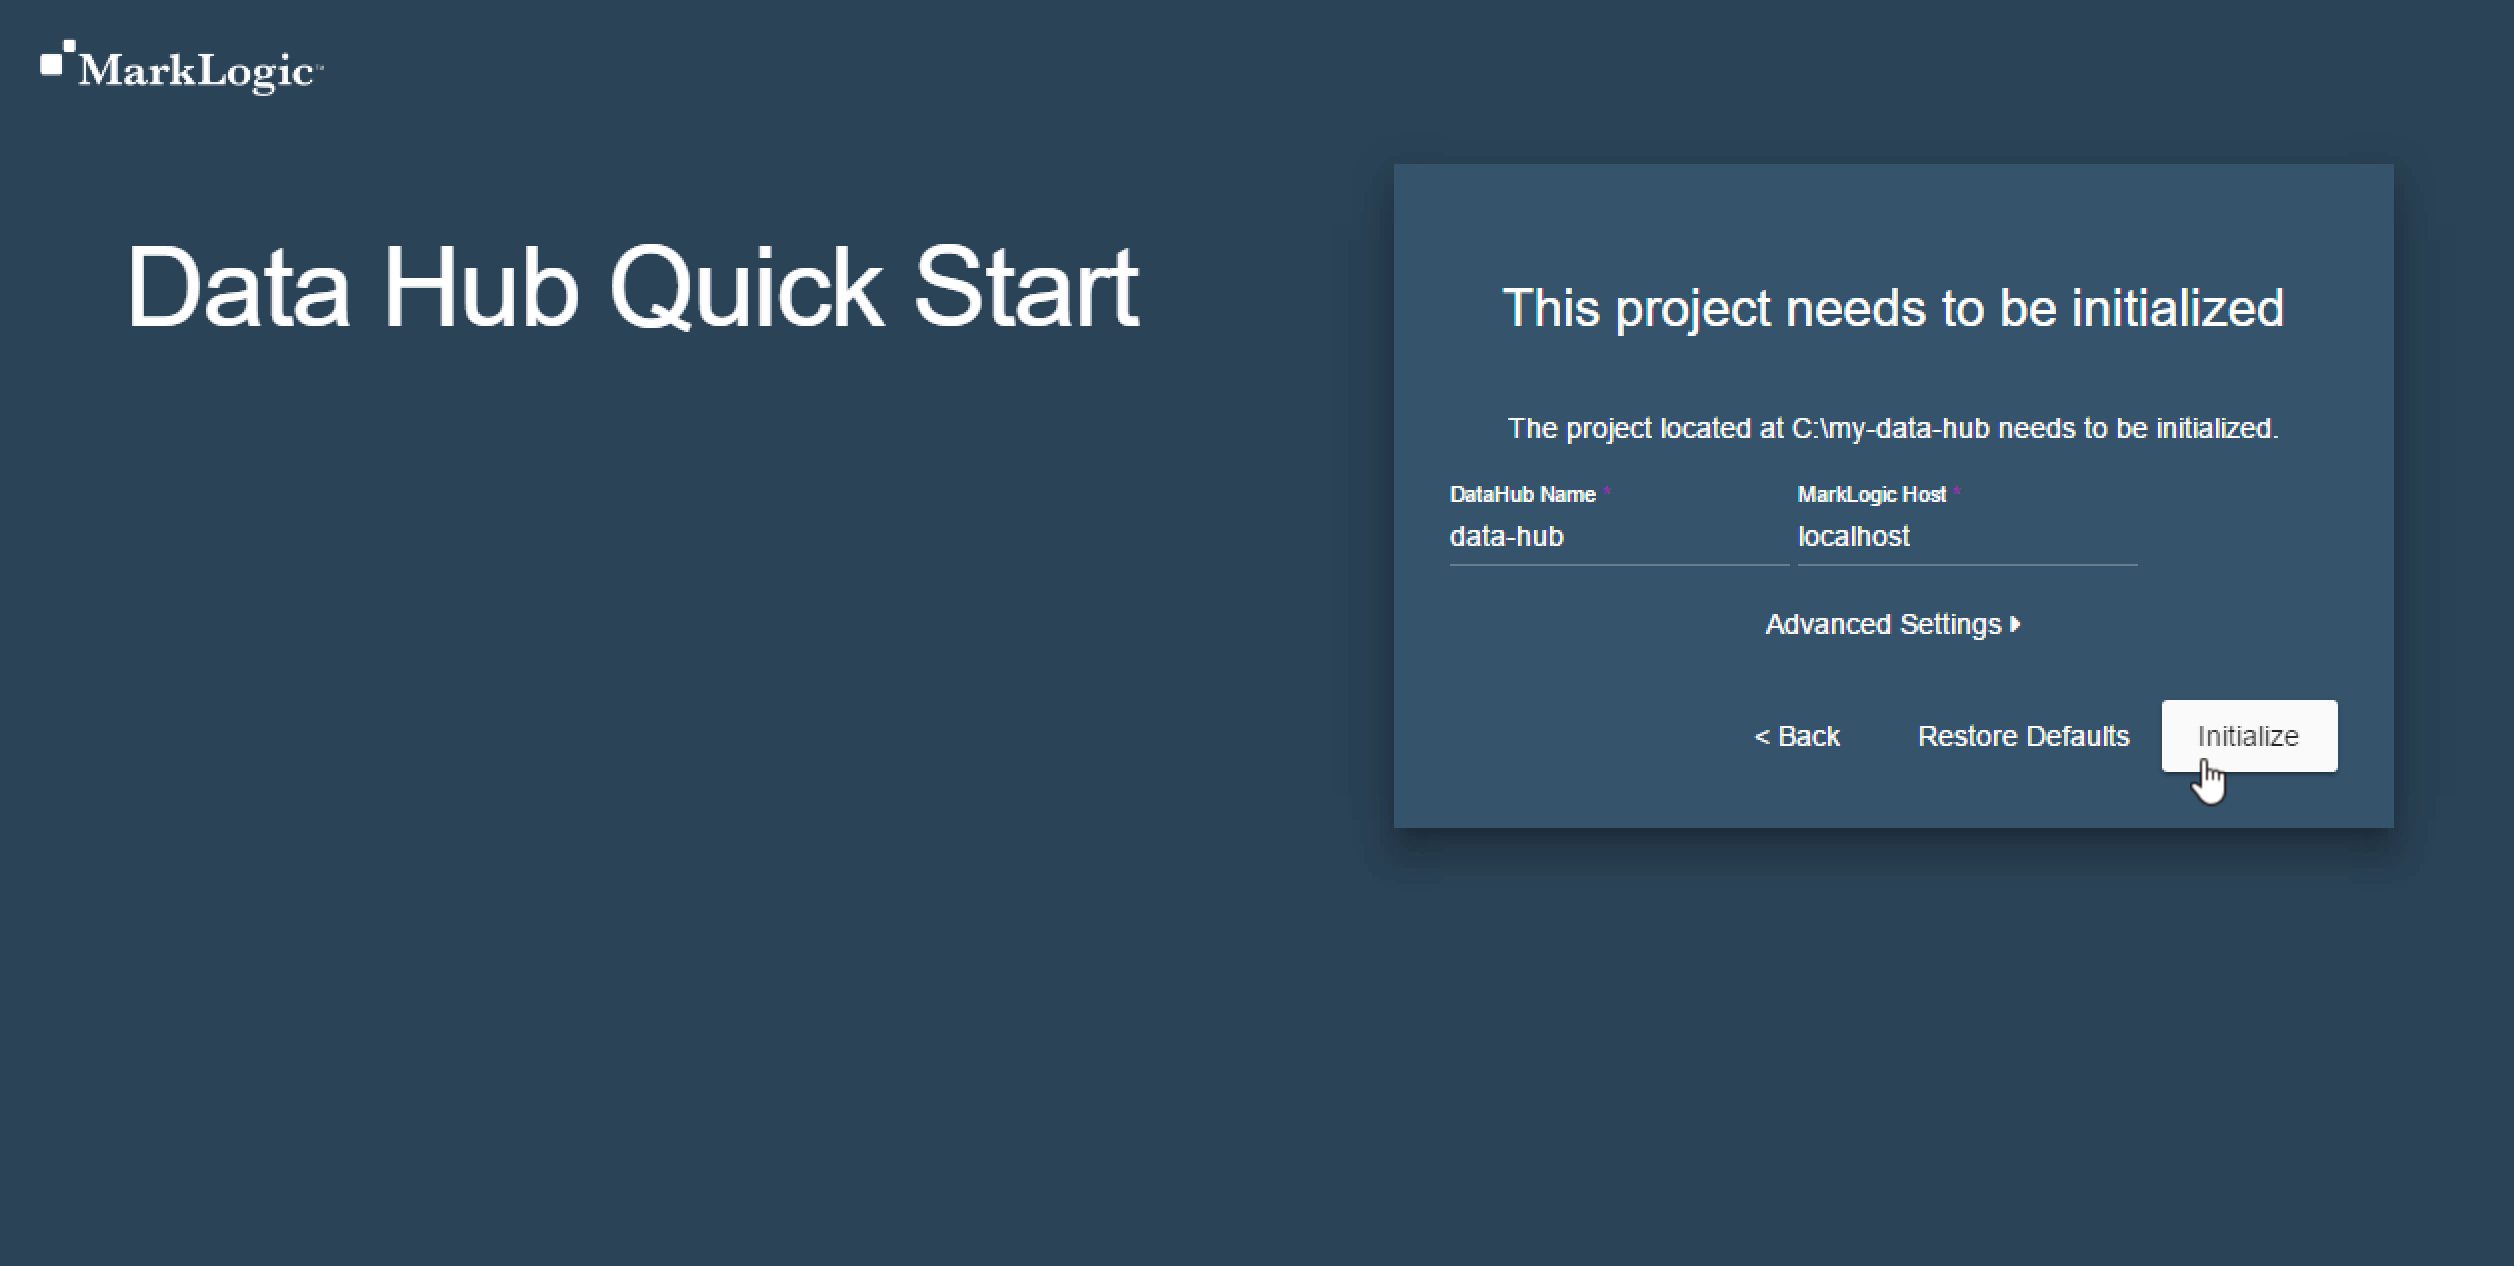 MarkLogic™
Data Hub Quick Start
This project needs to be initialized
The project located at C:\my-data-hub needs to be initialized.
DataHub Name * MarkLogic Host *
data-hub localhost
Advanced Settings
< Back Restore Defaults Initialize